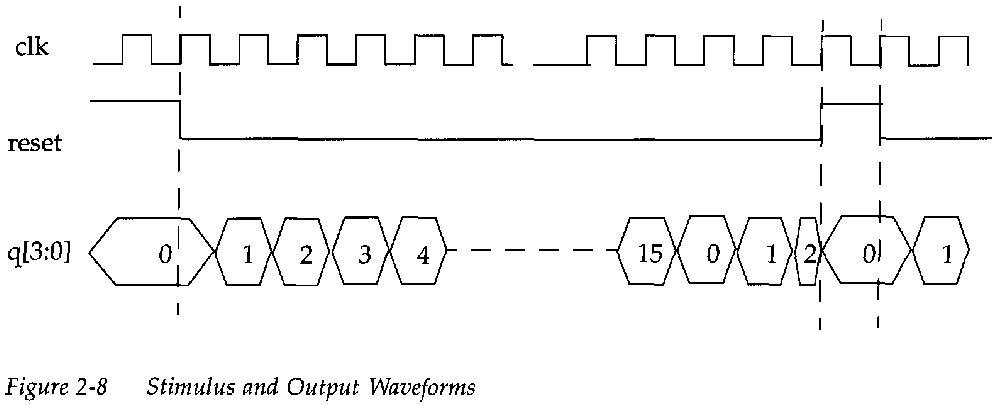 clk
reset
q[3:0] 0 1 2 3 4 15 0 1 2 0 1
Figure 2-8 Stimulus and Output Waveforms